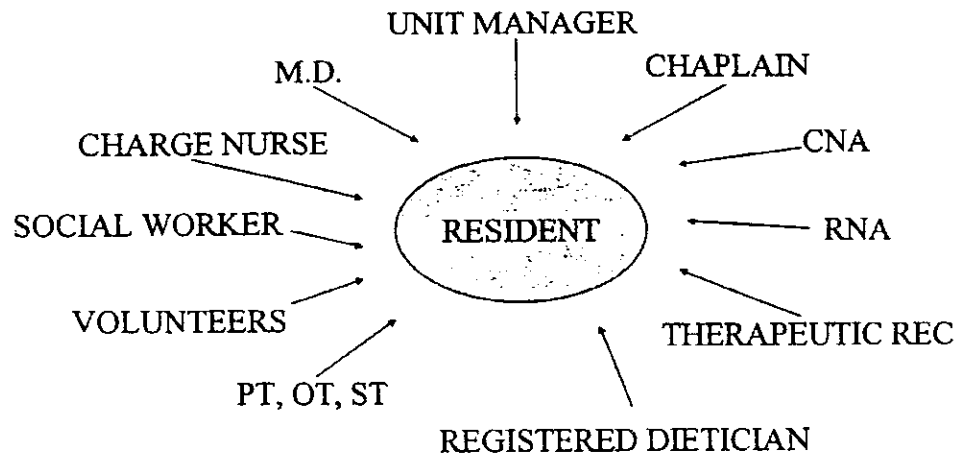 UNIT MANAGER
M.D.
CHAPLAIN
CHARGE NURSE
CNA
SOCIAL WORKER
RESIDENT
RNA
VOLUNTEERS
THERAPEUTIC REC
PT, OT, ST
REGISTERED DIETICIAN